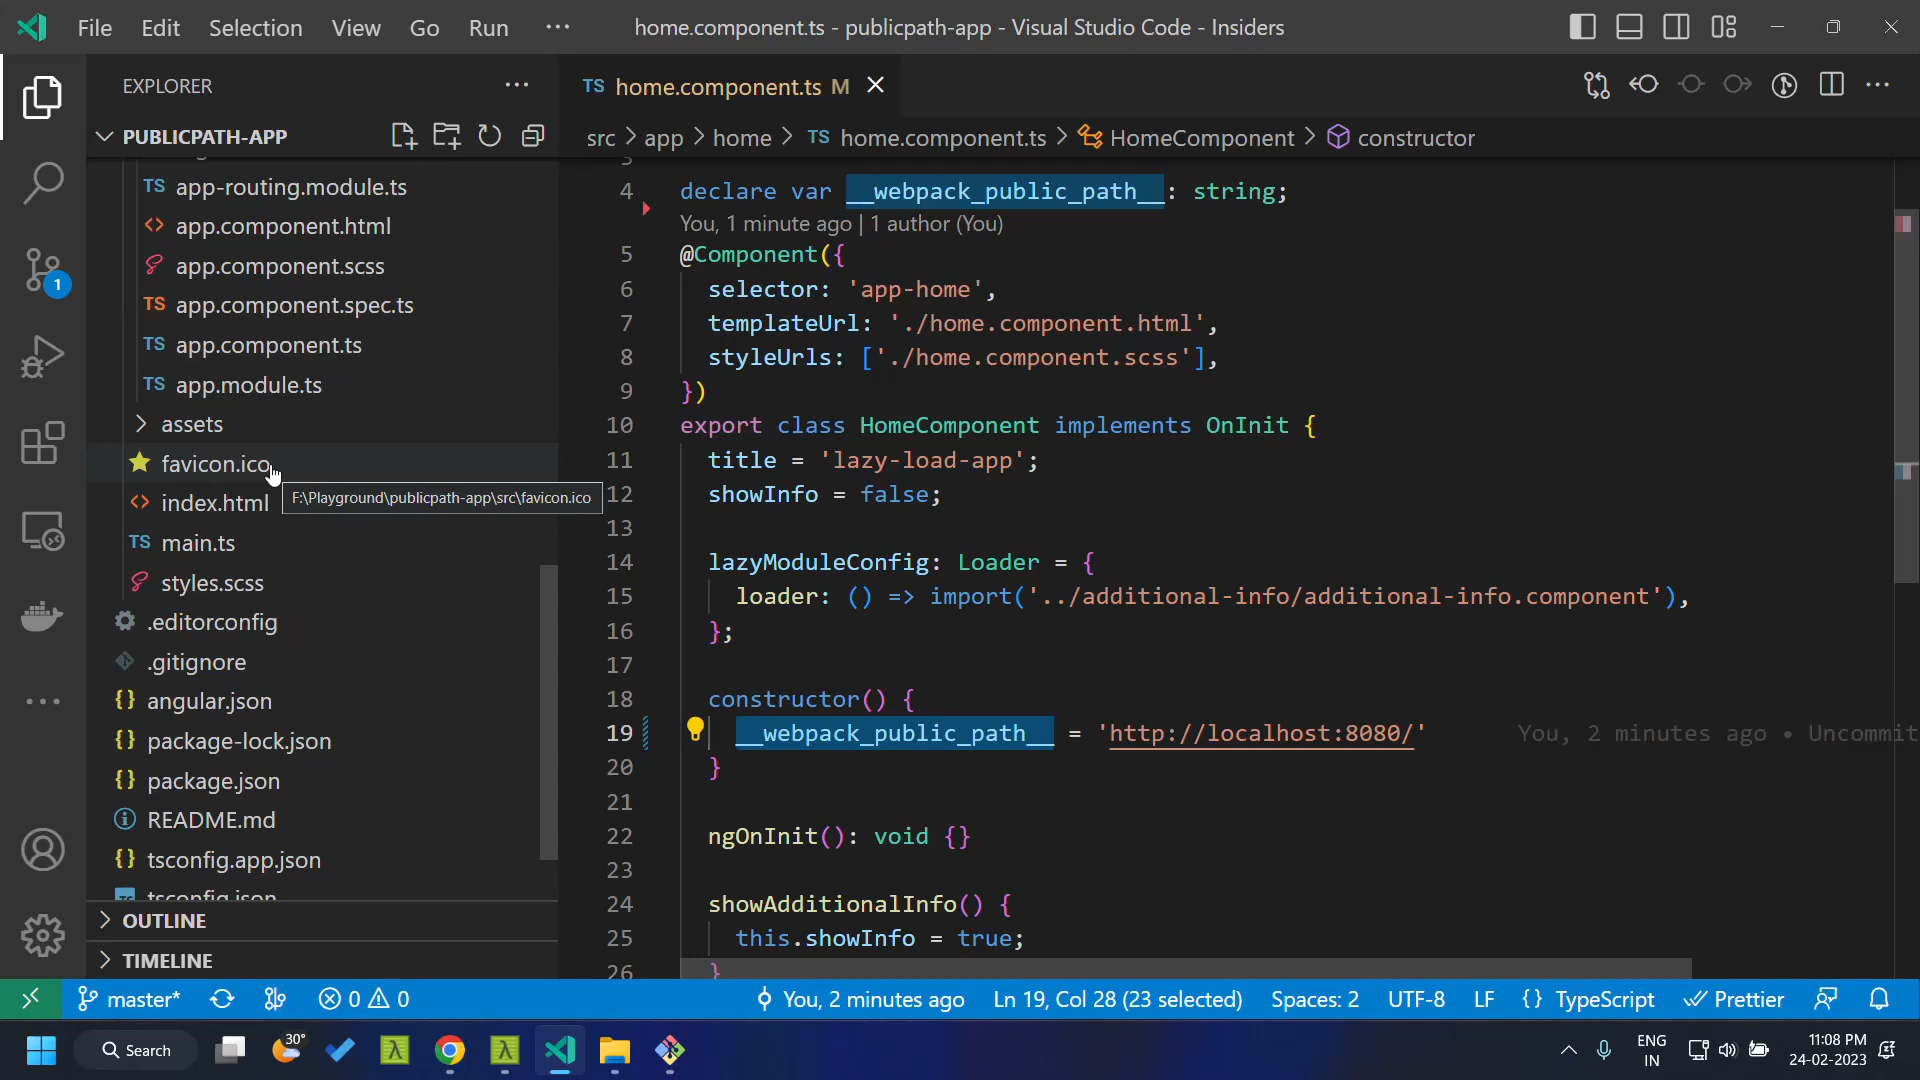 File Edit Selection View Go Run ···
home.component.ts - publicpath-app - Visual Studio Code - Insiders
EXPLORER
TS home.component.ts M
PUBLICPATH-APP
src > app > home > TS home.component.ts > HomeComponent > constructor
TS app-routing.module.ts
<> app.component.html
app.component.scss
TS app.component.spec.ts
TS app.component.ts
TS app.module.ts
> assets
favicon.ico
F:\Playground\publicpath-app\src\favicon.ico
<> index.html
TS main.ts
styles.scss
.editorconfig
.gitignore
{} angular.json
{} package-lock.json
{} package.json
README.md
{} tsconfig.app.json
tsconfig.json
> OUTLINE
> TIMELINE
3
4 declare var __webpack_public_path__: string;
You, 1 minute ago | 1 author (You)
5 @Component({
6 selector: 'app-home',
7 templateUrl: './home.component.html',
8 styleUrls: ['./home.component.scss'],
9 })
10 export class HomeComponent implements OnInit {
11 title = 'lazy-load-app';
12 showInfo = false;
13
14 lazyModuleConfig: Loader = {
15 loader: () => import('../additional-info/additional-info.component'),
16 };
17
18 constructor() {
19 __webpack_public_path__ = 'http://localhost:8080/' You, 2 minutes ago • Uncommit
20 }
21
22 ngOnInit(): void {}
23
24 showAdditionalInfo() {
25 this.showInfo = true;
26 }
1
master* 0 0
You, 2 minutes ago Ln 19, Col 28 (23 selected) Spaces: 2 UTF-8 LF {} TypeScript Prettier
Search
30°
ENG
IN
11:08 PM
24-02-2023